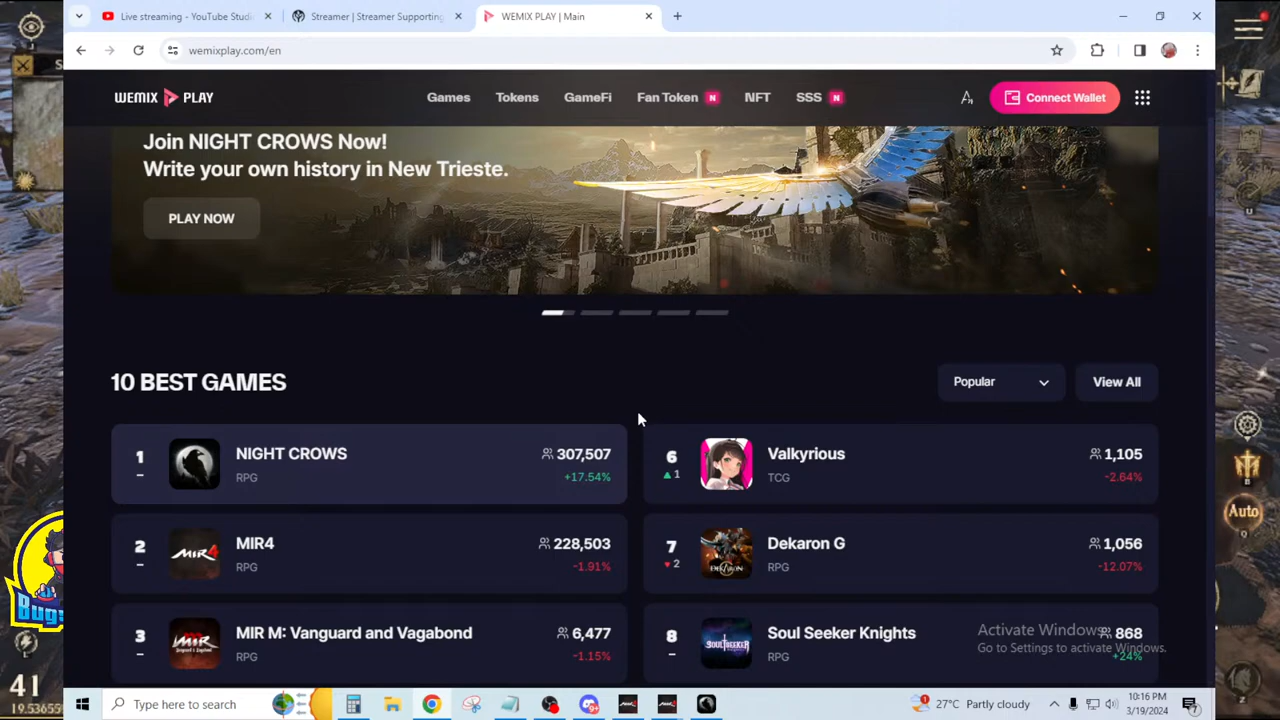 Live streaming - YouTube Studi
Streamer | Streamer Supporting
WEMIX PLAY | Main
wemixplay.com/en
WEMIX PLAY
Games
Tokens
GameFi
Fan Token N
NFT
SSS N
Connect Wallet
Join NIGHT CROWS Now!
Write your own history in New Trieste.
PLAY NOW
10 BEST GAMES
Popular
View All
1
NIGHT CROWS
RPG
307,507
+17.54%
6
1
Valkyrious
TCG
1,105
-2.64%
2
MIR4
RPG
228,503
-1.91%
7
2
Dekaron G
RPG
1,056
-12.07%
3
MIR M: Vanguard and Vagabond
RPG
6,477
-1.15%
8
Soul Seeker Knights
RPG
868
+24%
Activate Windows
Go to Settings to activate Windows.
Auto
Bugs
41
19.53655
Type here to search
27°C Partly cloudy
10:16 PM
3/19/2024